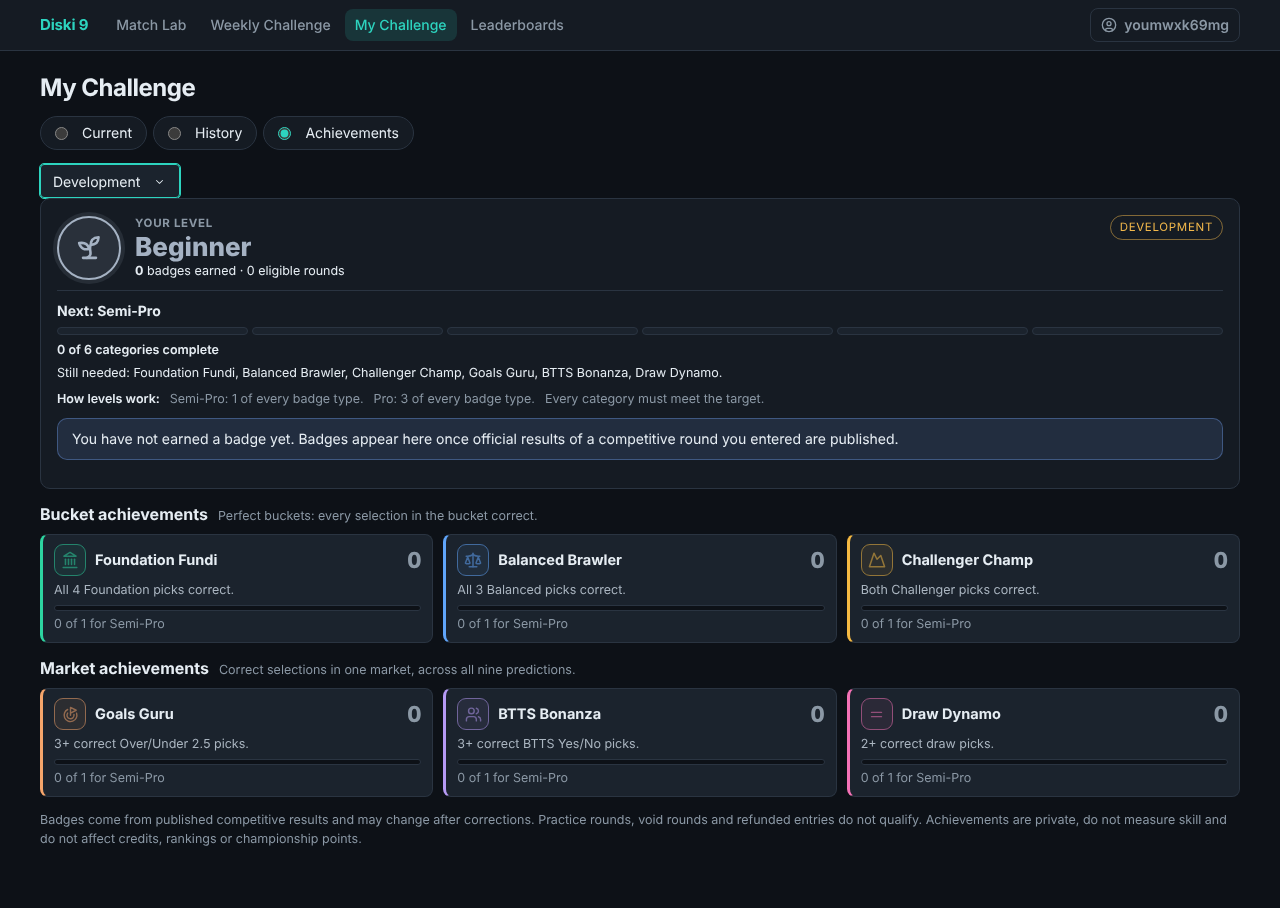 Diski 9
Match Lab
Weekly Challenge
My Challenge
Leaderboards
youmwxk69mg
My Challenge
Current
History
Achievements
Development
YOUR LEVEL
Beginner
0 badges earned · 0 eligible rounds
DEVELOPMENT
Next: Semi-Pro
0 of 6 categories complete
Still needed: Foundation Fundi, Balanced Brawler, Challenger Champ, Goals Guru, BTTS Bonanza, Draw Dynamo.
How levels work: Semi-Pro: 1 of every badge type. Pro: 3 of every badge type. Every category must meet the target.
You have not earned a badge yet. Badges appear here once official results of a competitive round you entered are published.
Bucket achievements Perfect buckets: every selection in the bucket correct.
Foundation Fundi 0
All 4 Foundation picks correct.
0 of 1 for Semi-Pro
Balanced Brawler 0
All 3 Balanced picks correct.
0 of 1 for Semi-Pro
Challenger Champ 0
Both Challenger picks correct.
0 of 1 for Semi-Pro
Market achievements Correct selections in one market, across all nine predictions.
Goals Guru 0
3+ correct Over/Under 2.5 picks.
0 of 1 for Semi-Pro
BTTS Bonanza 0
3+ correct BTTS Yes/No picks.
0 of 1 for Semi-Pro
Draw Dynamo 0
2+ correct draw picks.
0 of 1 for Semi-Pro
Badges come from published competitive results and may change after corrections. Practice rounds, void rounds and refunded entries do not qualify. Achievements are private, do not measure skill and
do not affect credits, rankings or championship points.